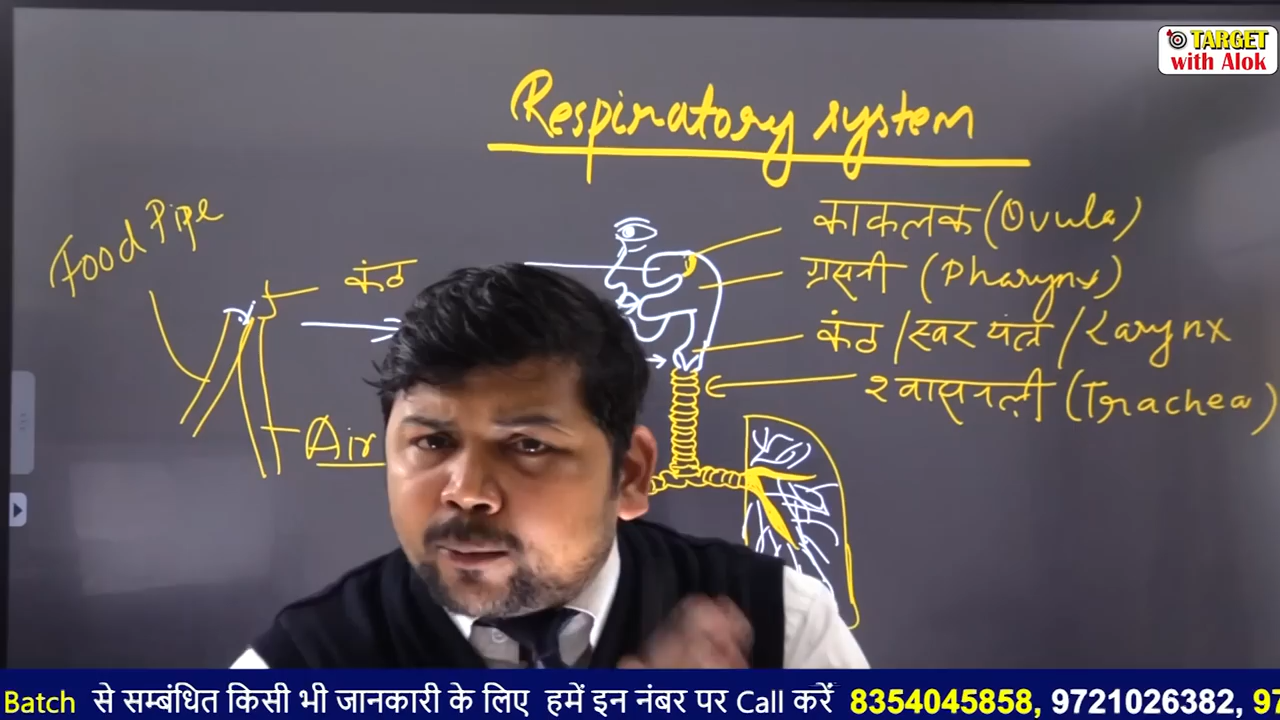 TARGET
with Alok
Respiratory system
Food Pipe
कंठ
Air
काकलक (Ovula)
ग्रसनी (Pharynx)
कंठ / स्वर यंत्र / Larynx
श्वासनली (Trachea)
Batch से सम्बंधित किसी भी जानकारी के लिए हमें इन नंबर पर Call करें 8354045858, 9721026382, 97